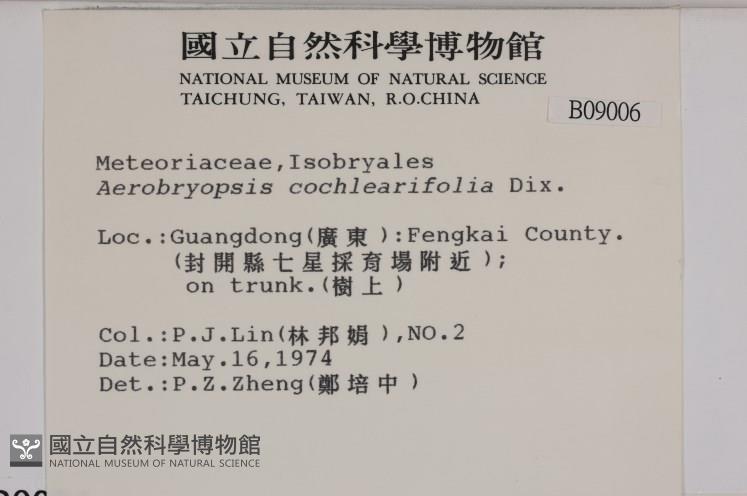 國立自然科學博物館
NATIONAL MUSEUM OF NATURAL SCIENCE
TAICHUNG, TAIWAN, R.O.CHINA
B09006
Meteoriaceae,Isobryales
Aerobryopsis cochlearifolia Dix.
Loc.:Guangdong(廣東):Fengkai County.
(封開縣七星採育場附近);
on trunk.(樹上)
Col.:P.J.Lin(林邦娟),NO.2
Date:May.16,1974
Det.:P.Z.Zheng(鄭培中)
國立自然科學博物館
NATIONAL MUSEUM OF NATURAL SCIENCE